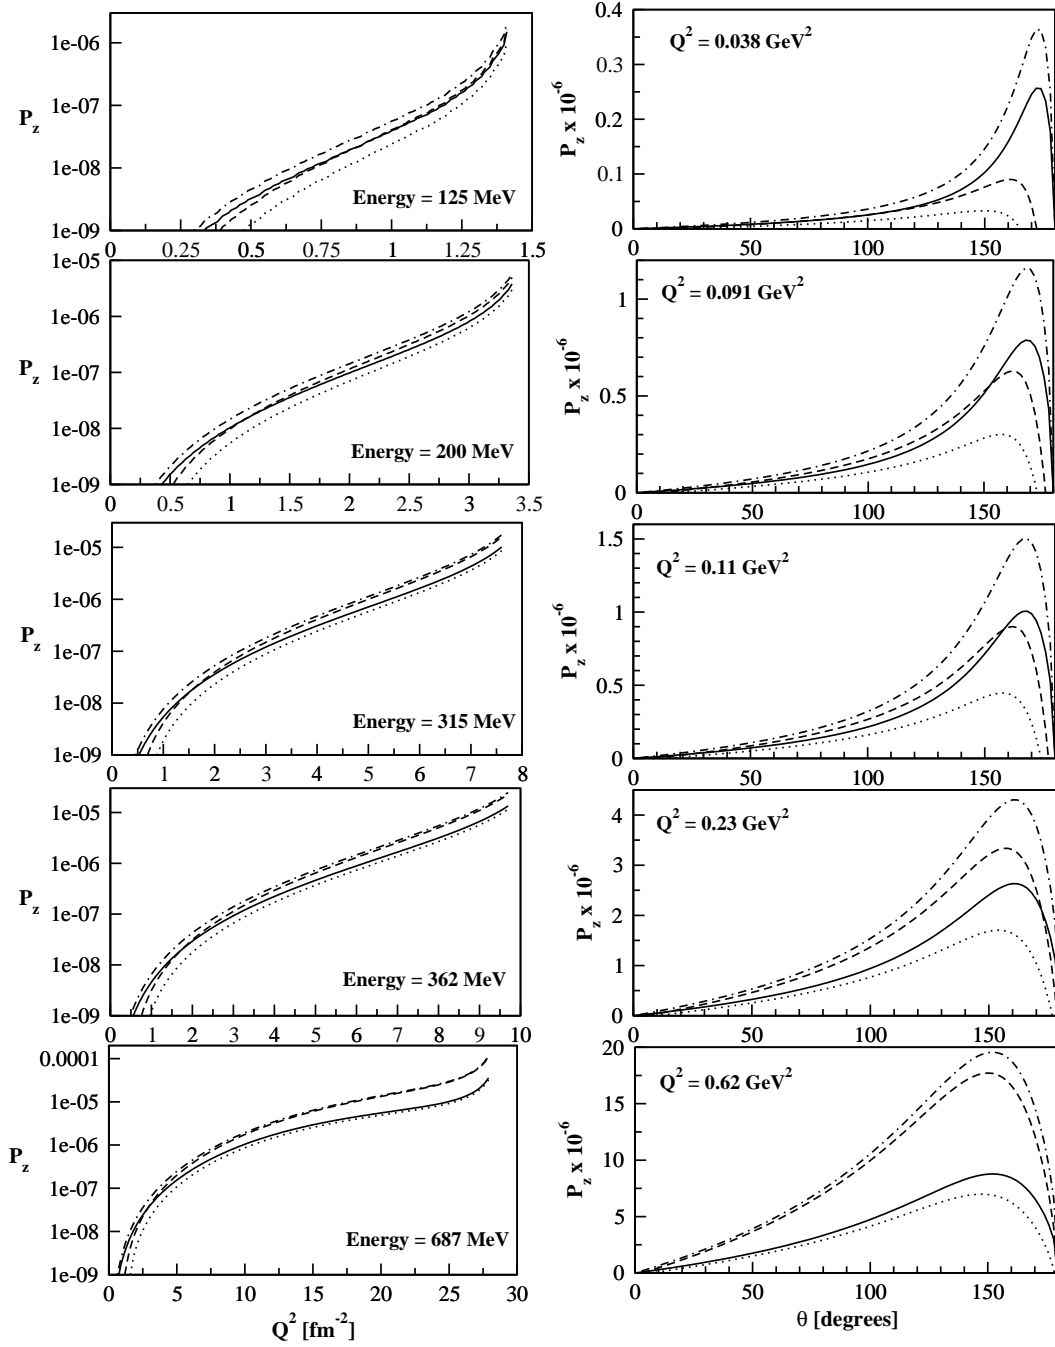 1e-06
1e-07
1e-08
1e-09
P_z
Energy = 125 MeV
0 0.25 0.5 0.75 1 1.25 1.5
1e-05
1e-06
1e-07
1e-08
1e-09
P_z
Energy = 200 MeV
0 0.5 1 1.5 2 2.5 3 3.5
1e-05
1e-06
1e-07
1e-08
1e-09
P_z
Energy = 315 MeV
0 1 2 3 4 5 6 7 8
1e-05
1e-06
1e-07
1e-08
1e-09
P_z
Energy = 362 MeV
0 1 2 3 4 5 6 7 8 9 10
0.0001
1e-05
1e-06
1e-07
1e-08
1e-09
P_z
Energy = 687 MeV
0 5 10 15 20 25 30
Q^2 [fm^-2]
0.4
0.3
0.2
0.1
0
P_z x 10^-6
Q^2 = 0.038 GeV^2
0 50 100 150
1
0.5
0
P_z x 10^-6
Q^2 = 0.091 GeV^2
0 50 100 150
1.5
1
0.5
0
P_z x 10^-6
Q^2 = 0.11 GeV^2
0 50 100 150
4
3
2
1
0
P_z x 10^-6
Q^2 = 0.23 GeV^2
0 50 100 150
20
15
10
5
0
P_z x 10^-6
Q^2 = 0.62 GeV^2
0 50 100 150
θ [degrees]